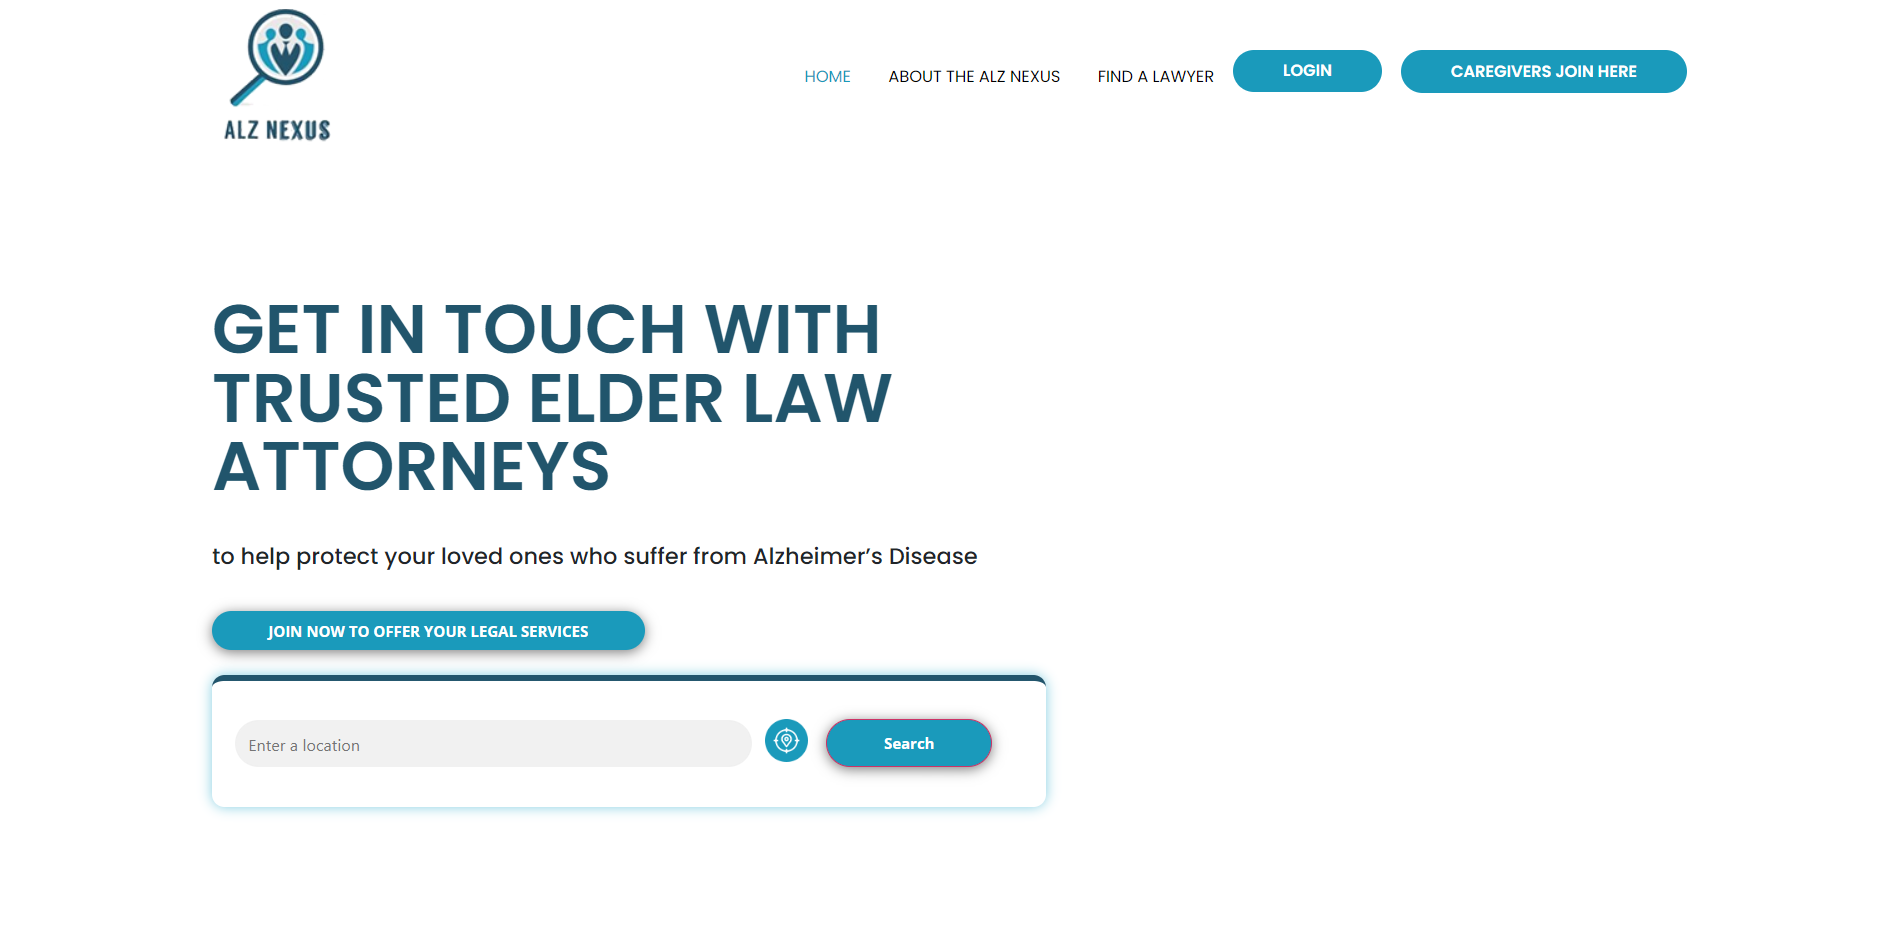 ALZ NEXUS
HOME
ABOUT THE ALZ NEXUS
FIND A LAWYER
LOGIN
CAREGIVERS JOIN HERE
GET IN TOUCH WITH
TRUSTED ELDER LAW
ATTORNEYS
to help protect your loved ones who suffer from Alzheimer’s Disease
JOIN NOW TO OFFER YOUR LEGAL SERVICES
Enter a location
Search